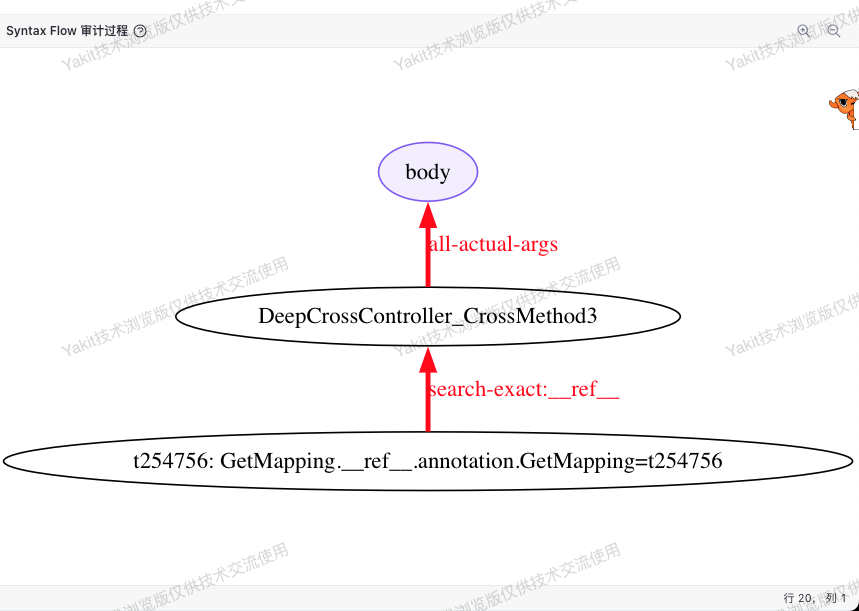 Syntax Flow 审计过程
body
all-actual-args
DeepCrossController_CrossMethod3
search-exact:__ref__
t254756: GetMapping.__ref__.annotation.GetMapping=t254756
行 20， 列 1
Yakit技术浏览版仅供技术交流使用